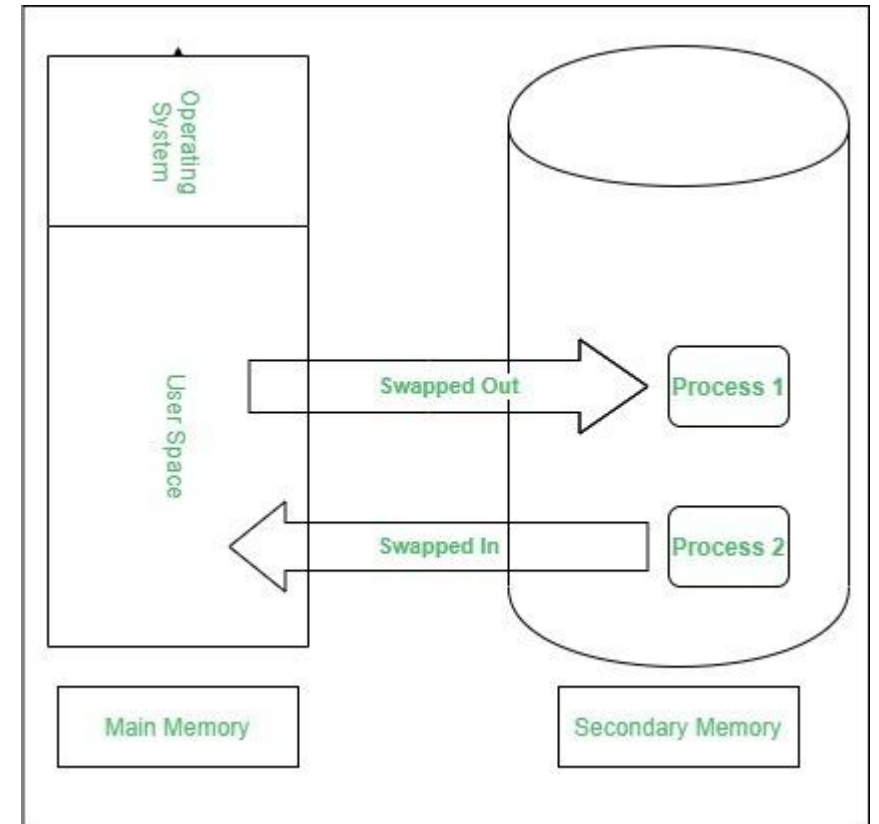 Operating
System
User Space
Swapped Out
Process 1
Swapped In
Process 2
Main Memory
Secondary Memory